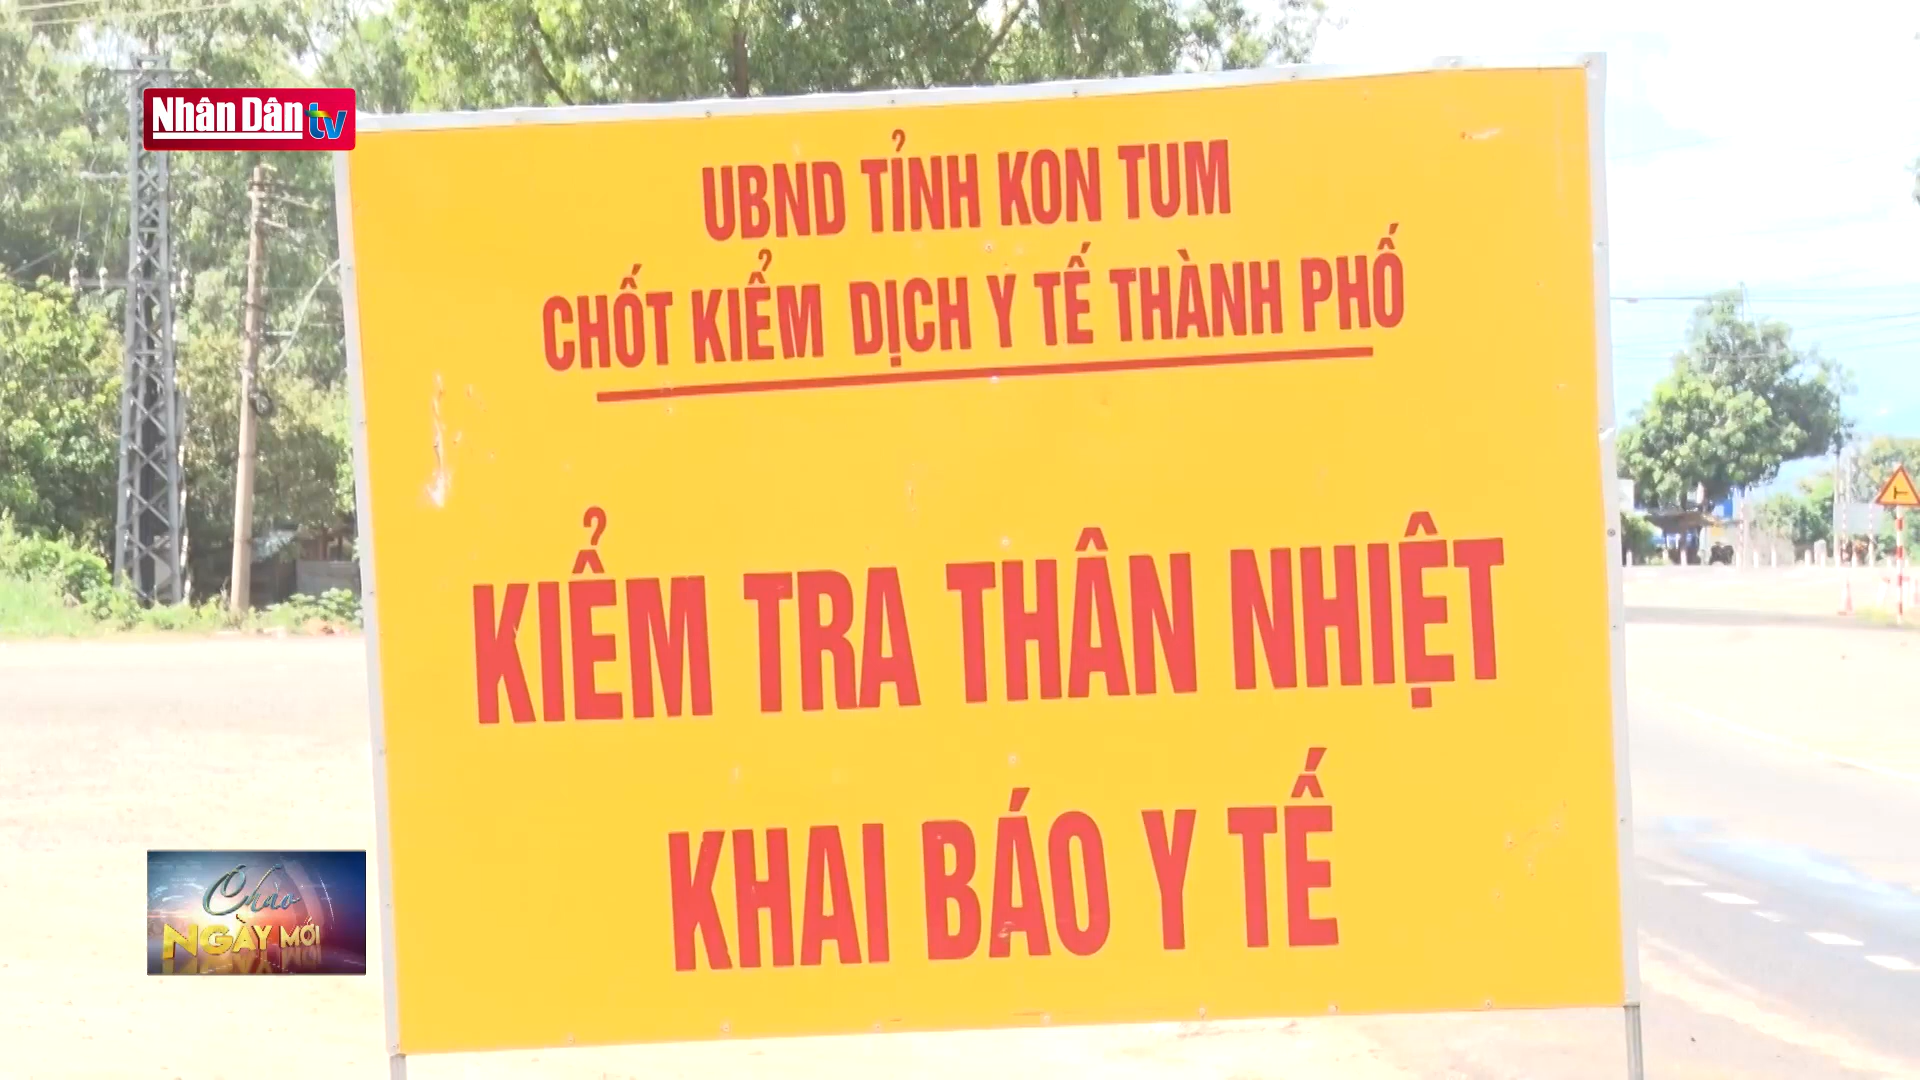 Nhân Dân tv
UBND TỈNH KON TUM
CHỐT KIỂM DỊCH Y TẾ THÀNH PHỐ
KIỂM TRA THÂN NHIỆT
KHAI BÁO Y TẾ
Chào
NGÀY MỚI